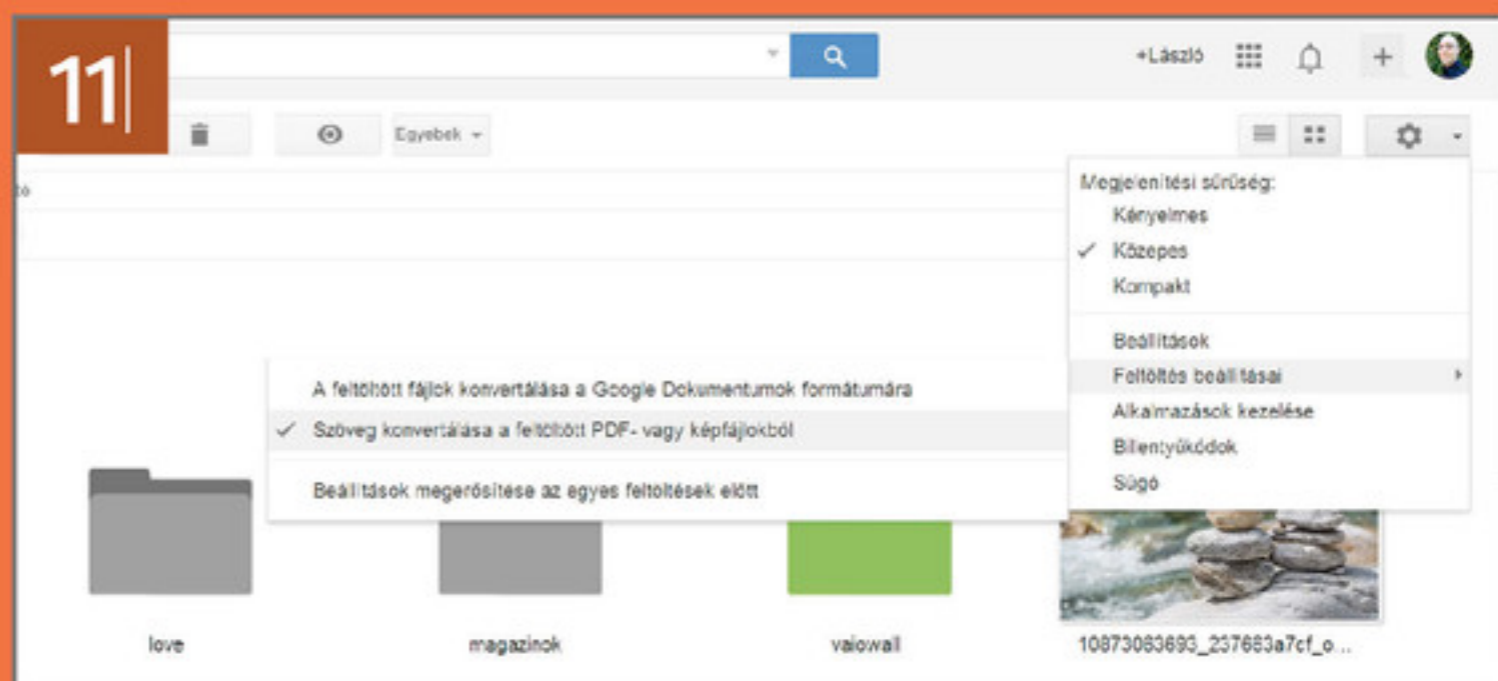 11
+László
Egyebek
Megjelenítési sűrűség:
Kényelmes
Közepes
Kompakt
Beállítások
Feltöltés beállításai
Alkalmazások kezelése
Billentyűkódok
Súgó
A feltöltött fájlok konvertálása a Google Dokumentumok formátumára
Szöveg konvertálása a feltöltött PDF- vagy képfájlokból
Beállítások megerősítése az egyes feltöltések előtt
love
magazinok
vaiowall
10873083693_237683a7cf_o...